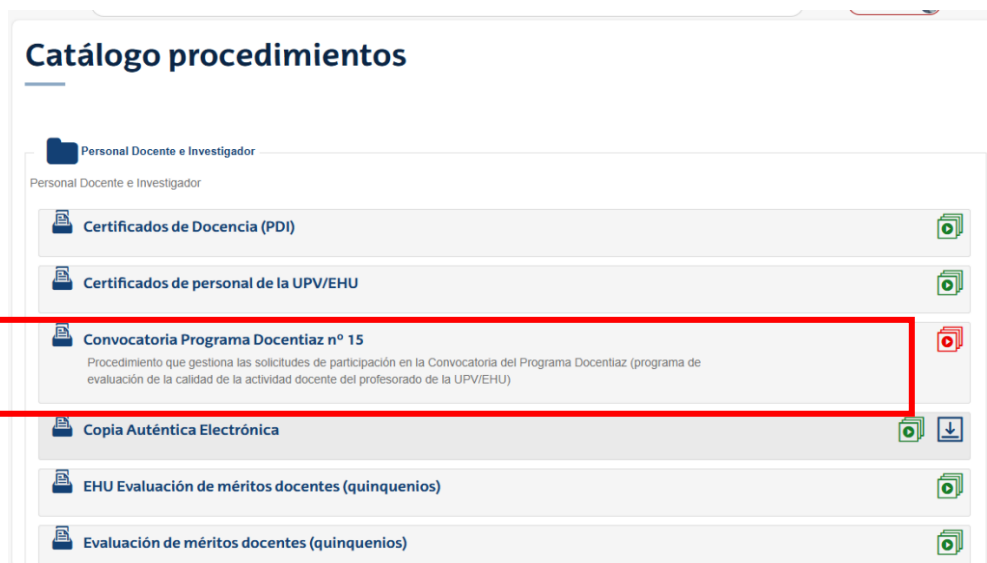 Catálogo procedimientos
Personal Docente e Investigador
Personal Docente e Investigador
Certificados de Docencia (PDI)
Certificados de personal de la UPV/EHU
Convocatoria Programa Docentiaz nº 15
Procedimiento que gestiona las solicitudes de participación en la Convocatoria del Programa Docentiaz (programa de
evaluación de la calidad de la actividad docente del profesorado de la UPV/EHU)
Copia Auténtica Electrónica
EHU Evaluación de méritos docentes (quinquenios)
Evaluación de méritos docentes (quinquenios)